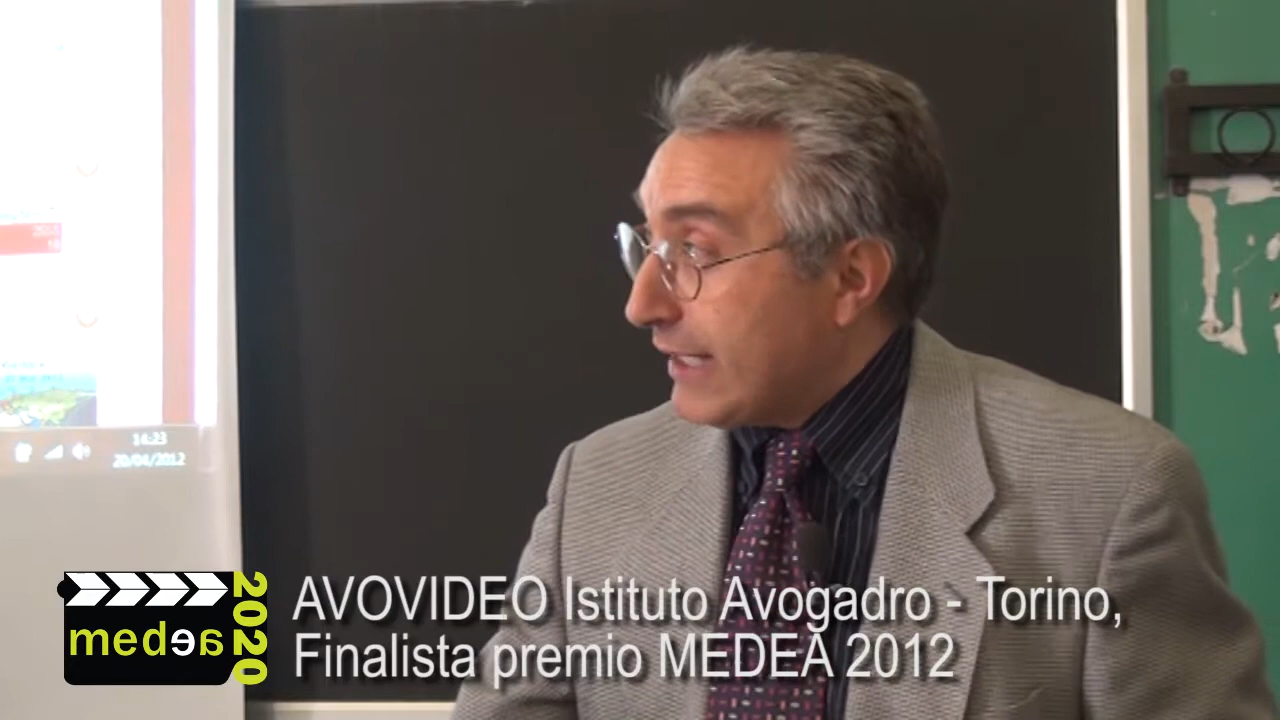 14:23
20/04/2012
medea
2020
AVOVIDEO Istituto Avogadro - Torino,
Finalista premio MEDEA 2012